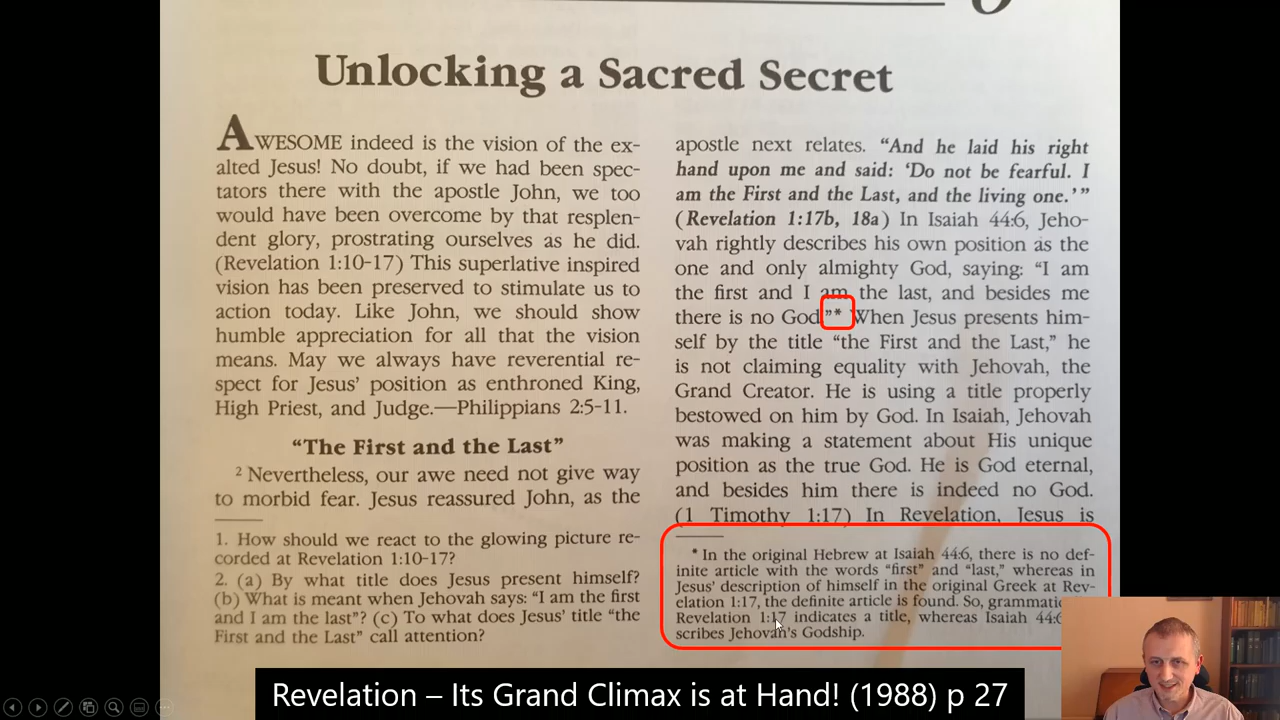 Unlocking a Sacred Secret
AWESOME indeed is the vision of the ex-
alted Jesus! No doubt, if we had been spec-
tators there with the apostle John, we too
would have been overcome by that resplen-
dent glory, prostrating ourselves as he did.
(Revelation 1:10-17) This superlative inspired
vision has been preserved to stimulate us to
action today. Like John, we should show
humble appreciation for all that the vision
means. May we always have reverential re-
spect for Jesus’ position as enthroned King,
High Priest, and Judge.—Philippians 2:5-11.
“The First and the Last”
2 Nevertheless, our awe need not give way
to morbid fear. Jesus reassured John, as the
1. How should we react to the glowing picture re-
corded at Revelation 1:10-17?
2. (a) By what title does Jesus present himself?
(b) What is meant when Jehovah says: “I am the first
and I am the last”? (c) To what does Jesus’ title “the
First and the Last” call attention?
apostle next relates. “And he laid his right
hand upon me and said: ‘Do not be fearful. I
am the First and the Last, and the living one.’”
(Revelation 1:17b, 18a) In Isaiah 44:6, Jeho-
vah rightly describes his own position as the
one and only almighty God, saying: “I am
the first and I am the last, and besides me
there is no God.”* When Jesus presents him-
self by the title “the First and the Last,” he
is not claiming equality with Jehovah, the
Grand Creator. He is using a title properly
bestowed on him by God. In Isaiah, Jehovah
was making a statement about His unique
position as the true God. He is God eternal,
and besides him there is indeed no God.
(1 Timothy 1:17) In Revelation, Jesus is
* In the original Hebrew at Isaiah 44:6, there is no def-
inite article with the words “first” and “last,” whereas in
Jesus’ description of himself in the original Greek at Rev-
elation 1:17, the definite article is found. So,
Revelation 1:17 indicates a title, whereas Isaiah
scribes Jehovah’s Godship.
Revelation – Its Grand Climax is at Hand! (1988) p 27